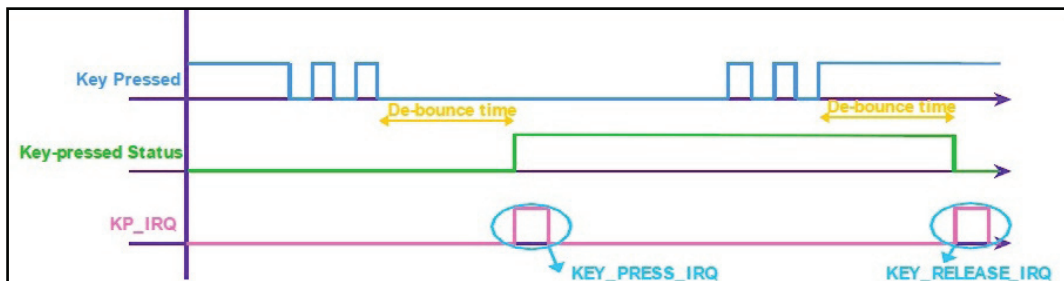 Key Pressed
De-bounce time
De-bounce time
Key-pressed Status
KP_IRQ
KEY_PRESS_IRQ
KEY_RELEASE_IRQ